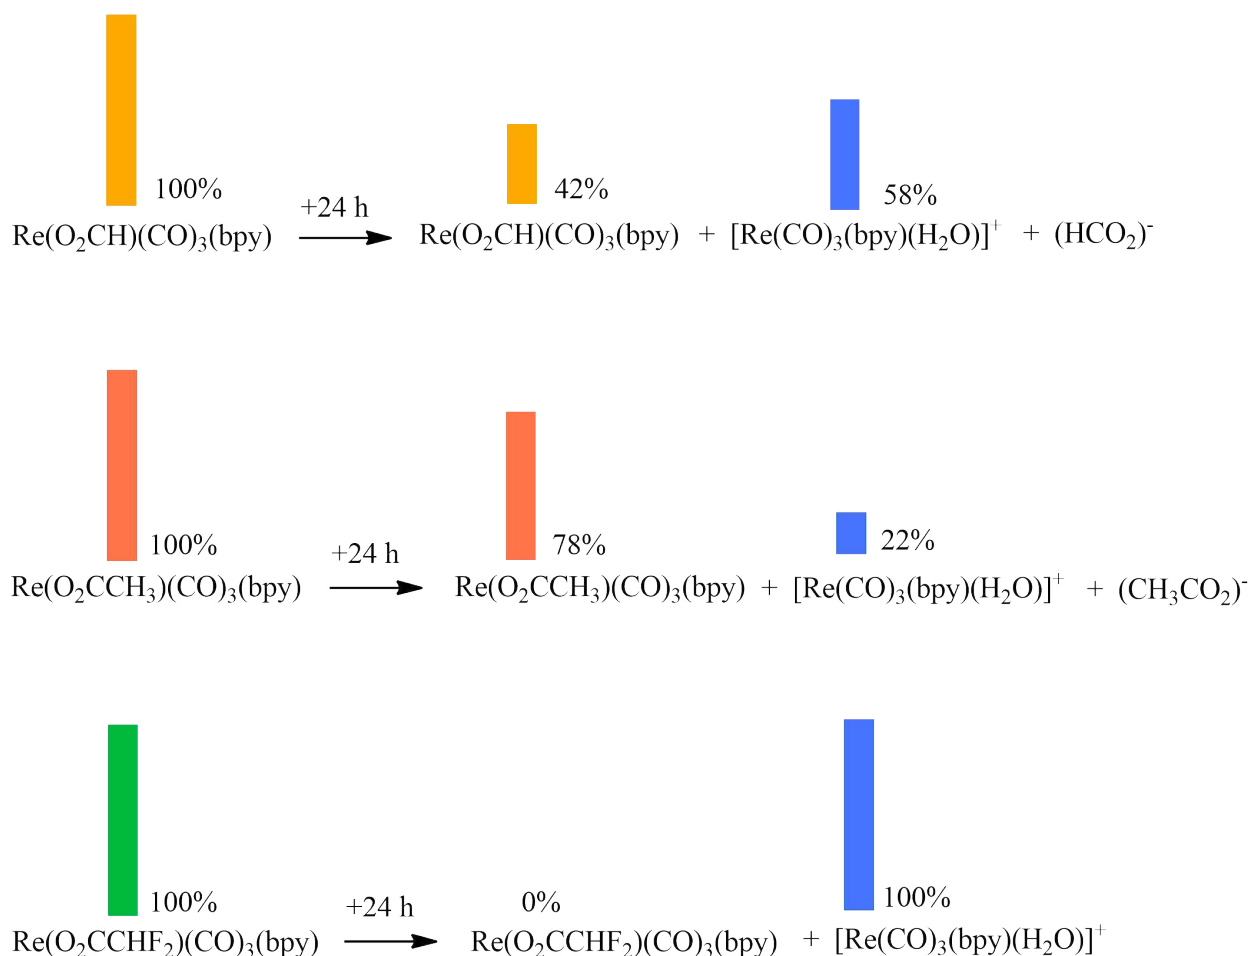 100% 42% 58%
+24 h
Re(O₂CH)(CO)₃(bpy) Re(O₂CH)(CO)₃(bpy) + [Re(CO)₃(bpy)(H₂O)]⁺ + (HCO₂)⁻
100% 78% 22%
+24 h
Re(O₂CCH₃)(CO)₃(bpy) Re(O₂CCH₃)(CO)₃(bpy) + [Re(CO)₃(bpy)(H₂O)]⁺ + (CH₃CO₂)⁻
100% 0% 100%
+24 h
Re(O₂CCHF₂)(CO)₃(bpy) Re(O₂CCHF₂)(CO)₃(bpy) + [Re(CO)₃(bpy)(H₂O)]⁺